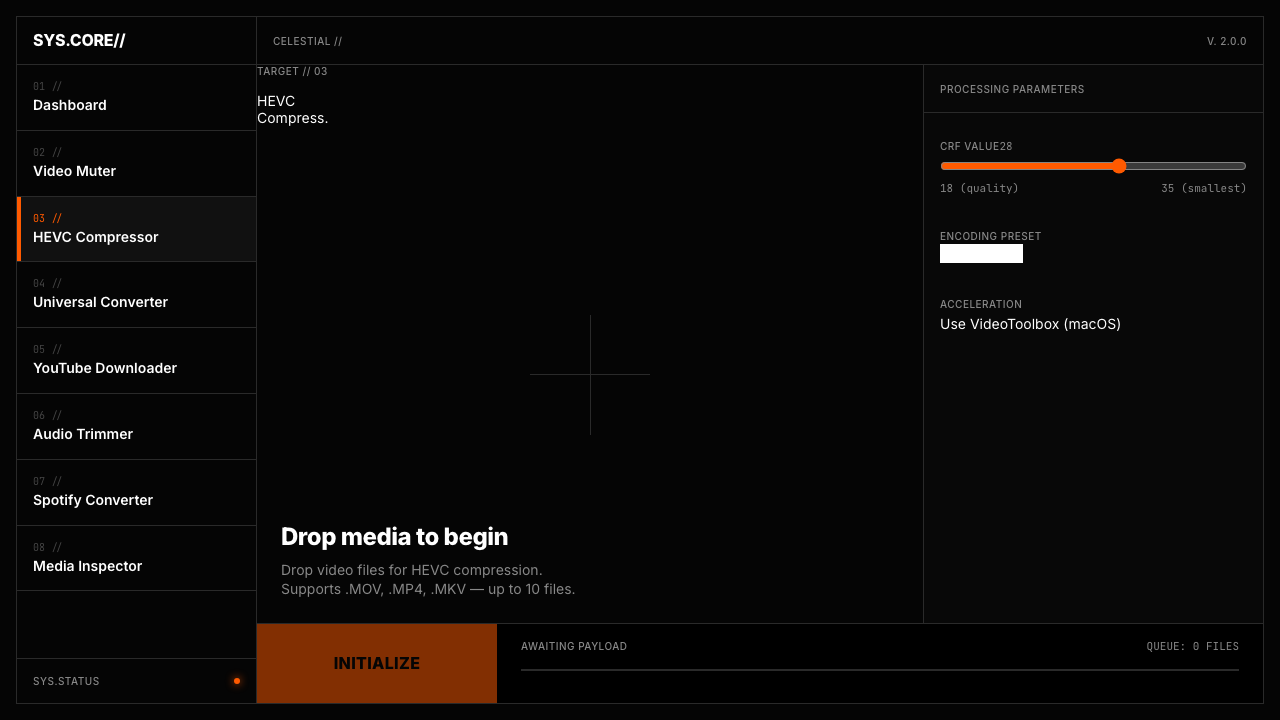 SYS.CORE//
CELESTIAL //
V. 2.0.0
01 //
Dashboard
02 //
Video Muter
03 //
HEVC Compressor
04 //
Universal Converter
05 //
YouTube Downloader
06 //
Audio Trimmer
07 //
Spotify Converter
08 //
Media Inspector
SYS.STATUS
TARGET // 03
HEVC
Compress.
Drop media to begin
Drop video files for HEVC compression.
Supports .MOV, .MP4, .MKV — up to 10 files.
PROCESSING PARAMETERS
CRF VALUE28
18 (quality)
35 (smallest)
ENCODING PRESET
ACCELERATION
Use VideoToolbox (macOS)
INITIALIZE
AWAITING PAYLOAD
QUEUE: 0 FILES